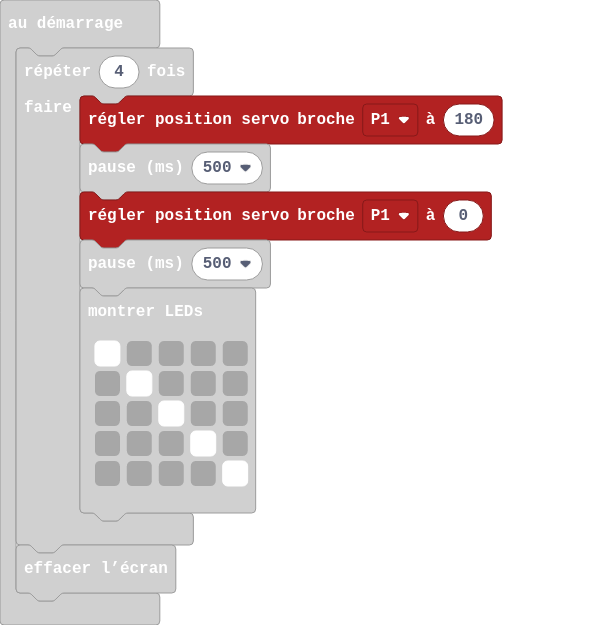 au démarrage
répéter 4 fois
faire
régler position servo broche P1 à 180
pause (ms) 500
régler position servo broche P1 à 0
pause (ms) 500
montrer LEDs
effacer l’écran